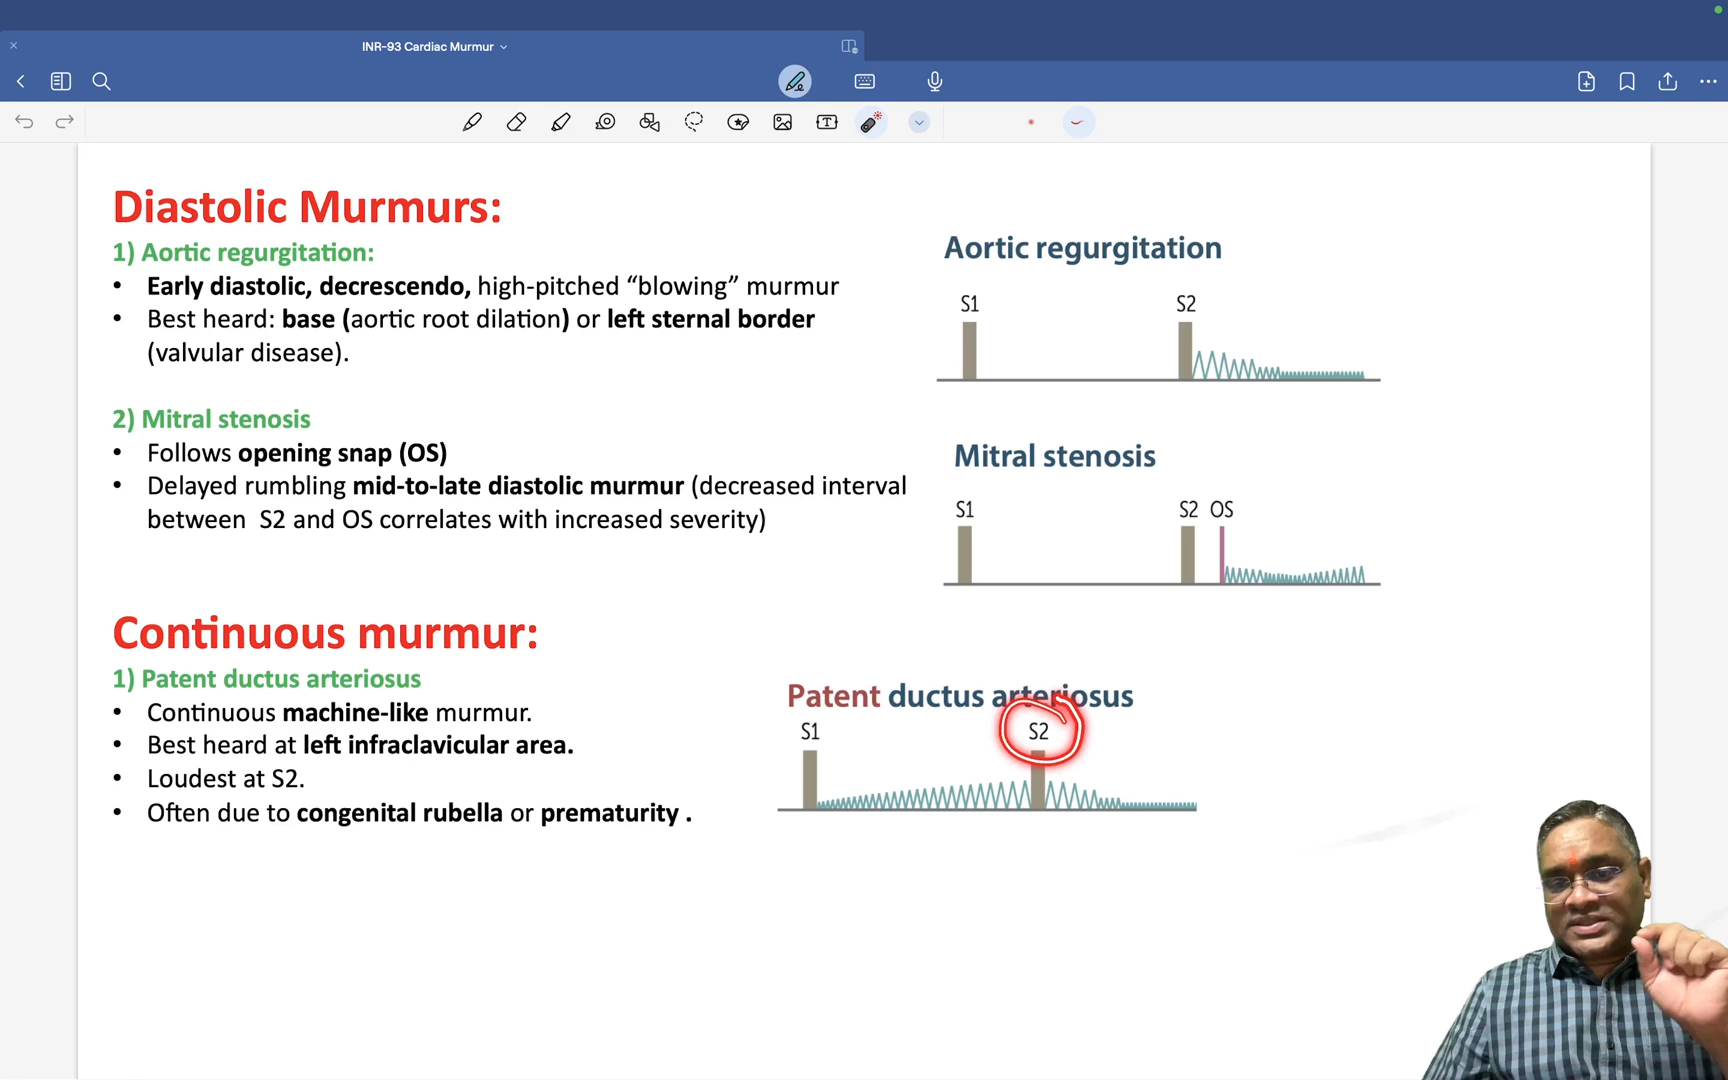 INR-93 Cardiac Murmur
Diastolic Murmurs:
1) Aortic regurgitation:
• Early diastolic, decrescendo, high-pitched “blowing” murmur
• Best heard: base (aortic root dilation) or left sternal border
(valvular disease).
2) Mitral stenosis
• Follows opening snap (OS)
• Delayed rumbling mid-to-late diastolic murmur (decreased interval
between S2 and OS correlates with increased severity)
Continuous murmur:
1) Patent ductus arteriosus
• Continuous machine-like murmur.
• Best heard at left infraclavicular area.
• Loudest at S2.
• Often due to congenital rubella or prematurity .
Aortic regurgitation
S1 S2
Mitral stenosis
S1 S2 OS
Patent ductus arteriosus
S1 S2